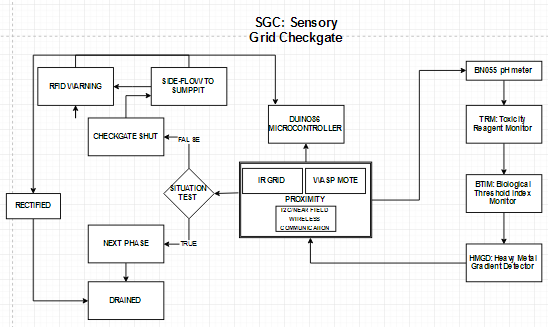 SGC: Sensory
Grid Checkgate
RFID WARNING
SIDE-FLOW TO
SUMPPIT
BN055 pH meter
DUINO86
MICROCONTROLLER
TRM: Toxicity
Reagent Monitor
CHECKGATE SHUT
FALSE
IR GRID
WASP MOTE
SITUATION
TEST
PROXIMITY
BTIM: Biological
Threshold Index
Monitor
RECTIFIED
I2C/NEAR FIELD
WIRELESS
COMMUNICATION
NEXT PHASE
TRUE
HMGD: Heavy Metal
Gradient Detector
DRAINED